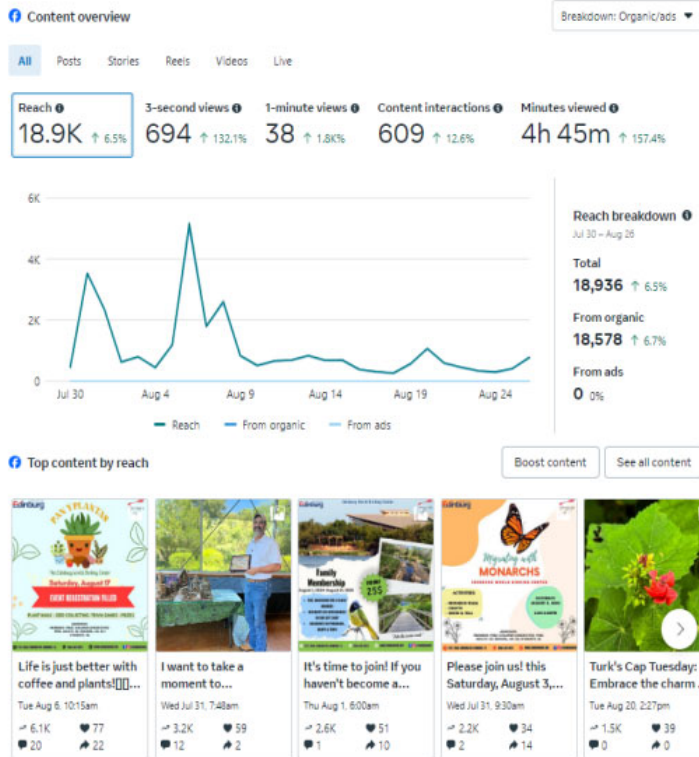 Content overview
Breakdown: Organic/ads
All Posts Stories Reels Videos Live
Reach 3-second views 1-minute views Content interactions Minutes viewed
18.9K ↑ 6.5% 694 ↑ 132.1% 38 ↑ 1.8K% 609 ↑ 12.6% 4h 45m ↑ 157.4%
6K
4K
2K
0
Jul 30 Aug 4 Aug 9 Aug 14 Aug 19 Aug 24
Reach From organic From ads
Reach breakdown
Jul 30 – Aug 26
Total
18,936 ↑ 6.5%
From organic
18,578 ↑ 6.7%
From ads
0 0%
Top content by reach
Boost content See all content
Edinburg
Saturday, August 17
EVENT REGISTRATION FILLED
Life is just better with
coffee and plants!▯▯...
Tue Aug 6, 10:15am
6.1K 77
20 22
I want to take a
moment to...
Wed Jul 31, 7:48am
3.2K 59
12 2
Edinburg
Family
Membership
25$
It's time to join! If you
haven't become a...
Thu Aug 1, 6:00am
2.6K 51
1 10
Edinburg
Migrating with
MONARCHS
EDINBURG WORLD BIRDING CENTER
ACTIVITIES
Please join us! this
Saturday, August 3,...
Wed Jul 31, 9:30am
2.2K 34
2 14
Turk's Cap Tuesday:
Embrace the charm
Tue Aug 20, 2:27pm
1.5K 39
0 0